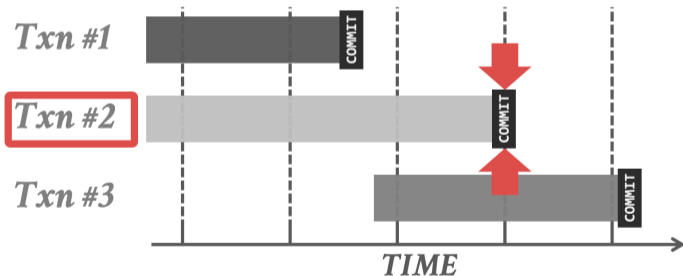 Txn #1
COMMIT
Txn #2
COMMIT
Txn #3
COMMIT
TIME